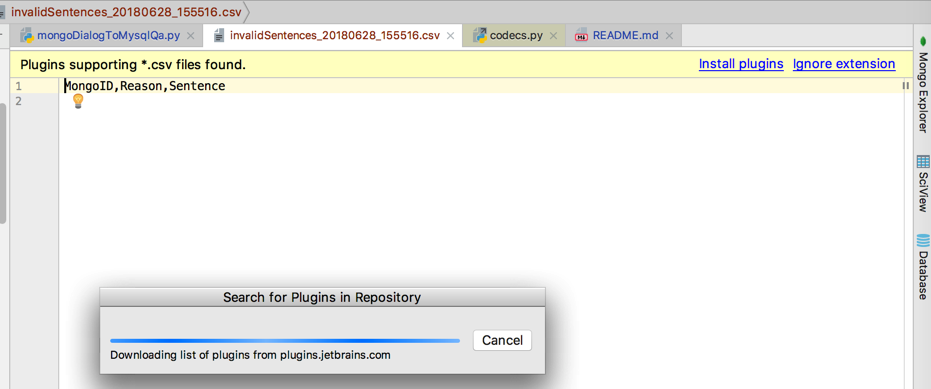 invalidSentences_20180628_155516.csv
mongoDialogToMysqlQa.py
invalidSentences_20180628_155516.csv
codecs.py
README.md
Plugins supporting *.csv files found.
Install plugins
Ignore extension
1
MongoID,Reason,Sentence
2
Mongo Explorer
SciView
Database
Search for Plugins in Repository
Cancel
Downloading list of plugins from plugins.jetbrains.com